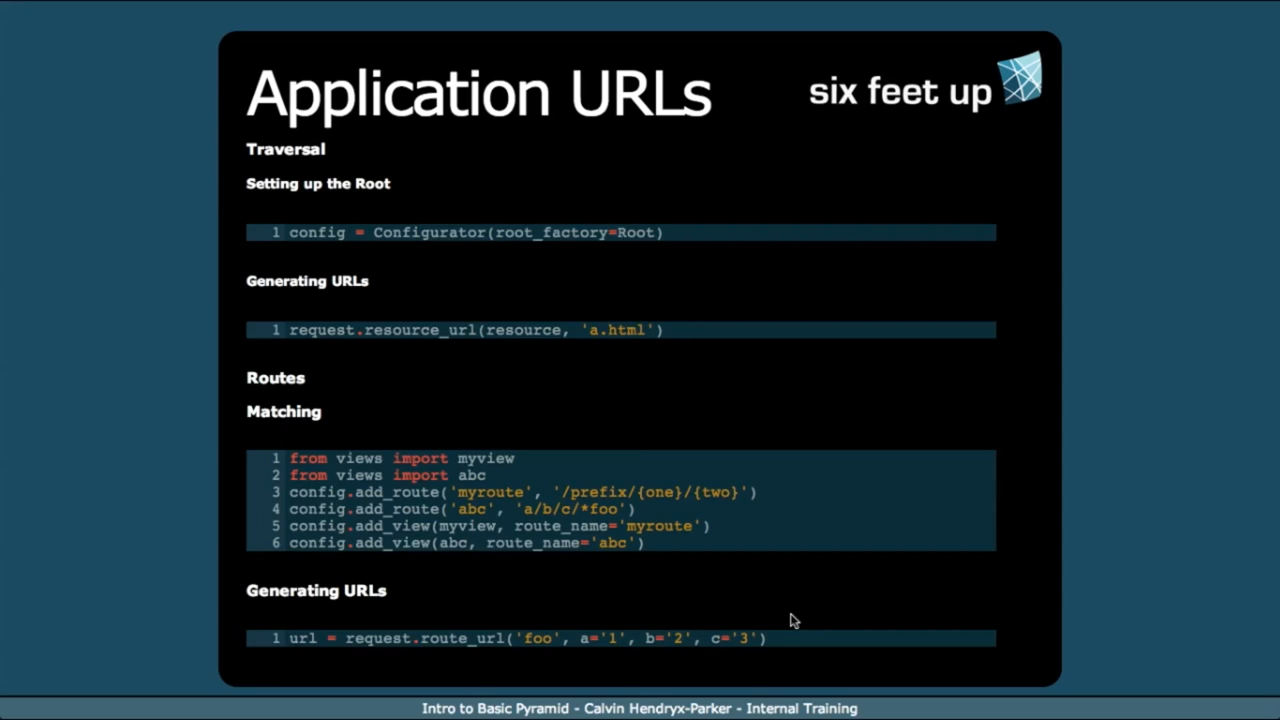 Application URLs
six feet up
Traversal
Setting up the Root
1 config = Configurator(root_factory=Root)
Generating URLs
1 request.resource_url(resource, 'a.html')
Routes
Matching
1 from views import myview
2 from views import abc
3 config.add_route('myroute', '/prefix/{one}/{two}')
4 config.add_route('abc', 'a/b/c/*foo')
5 config.add_view(myview, route_name='myroute')
6 config.add_view(abc, route_name='abc')
Generating URLs
1 url = request.route_url('foo', a='1', b='2', c='3')
Intro to Basic Pyramid - Calvin Hendryx-Parker - Internal Training